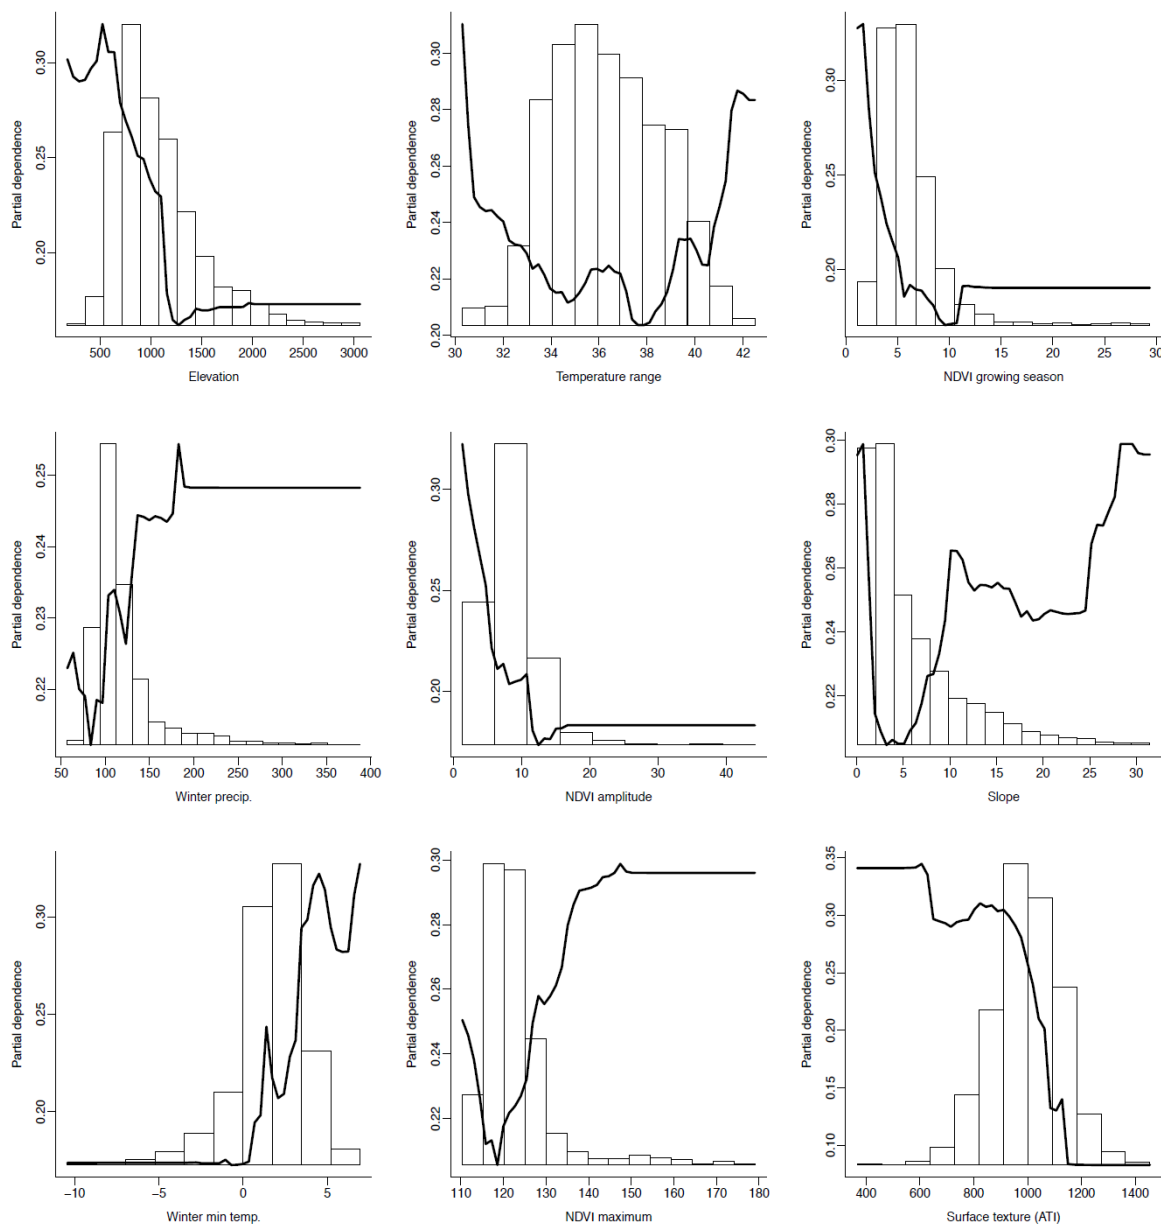 Partial dependence
0.20 0.25 0.30
500 1000 1500 2000 2500 3000
Elevation
Partial dependence
0.20 0.22 0.24 0.26 0.28 0.30
30 32 34 36 38 40 42
Temperature range
Partial dependence
0.20 0.25 0.30
0 5 10 15 20 25 30
NDVI growing season
Partial dependence
0.22 0.23 0.24 0.25
50 100 150 200 250 300 350 400
Winter precip.
Partial dependence
0.20 0.25 0.30
0 10 20 30 40
NDVI amplitude
Partial dependence
0.22 0.24 0.26 0.28 0.30
0 5 10 15 20 25 30
Slope
Partial dependence
0.20 0.25 0.30
−10 −5 0 5
Winter min temp.
Partial dependence
0.22 0.24 0.26 0.28 0.30
110 120 130 140 150 160 170 180
NDVI maximum
Partial dependence
0.10 0.15 0.20 0.25 0.30 0.35
400 600 800 1000 1200 1400
Surface texture (ATI)